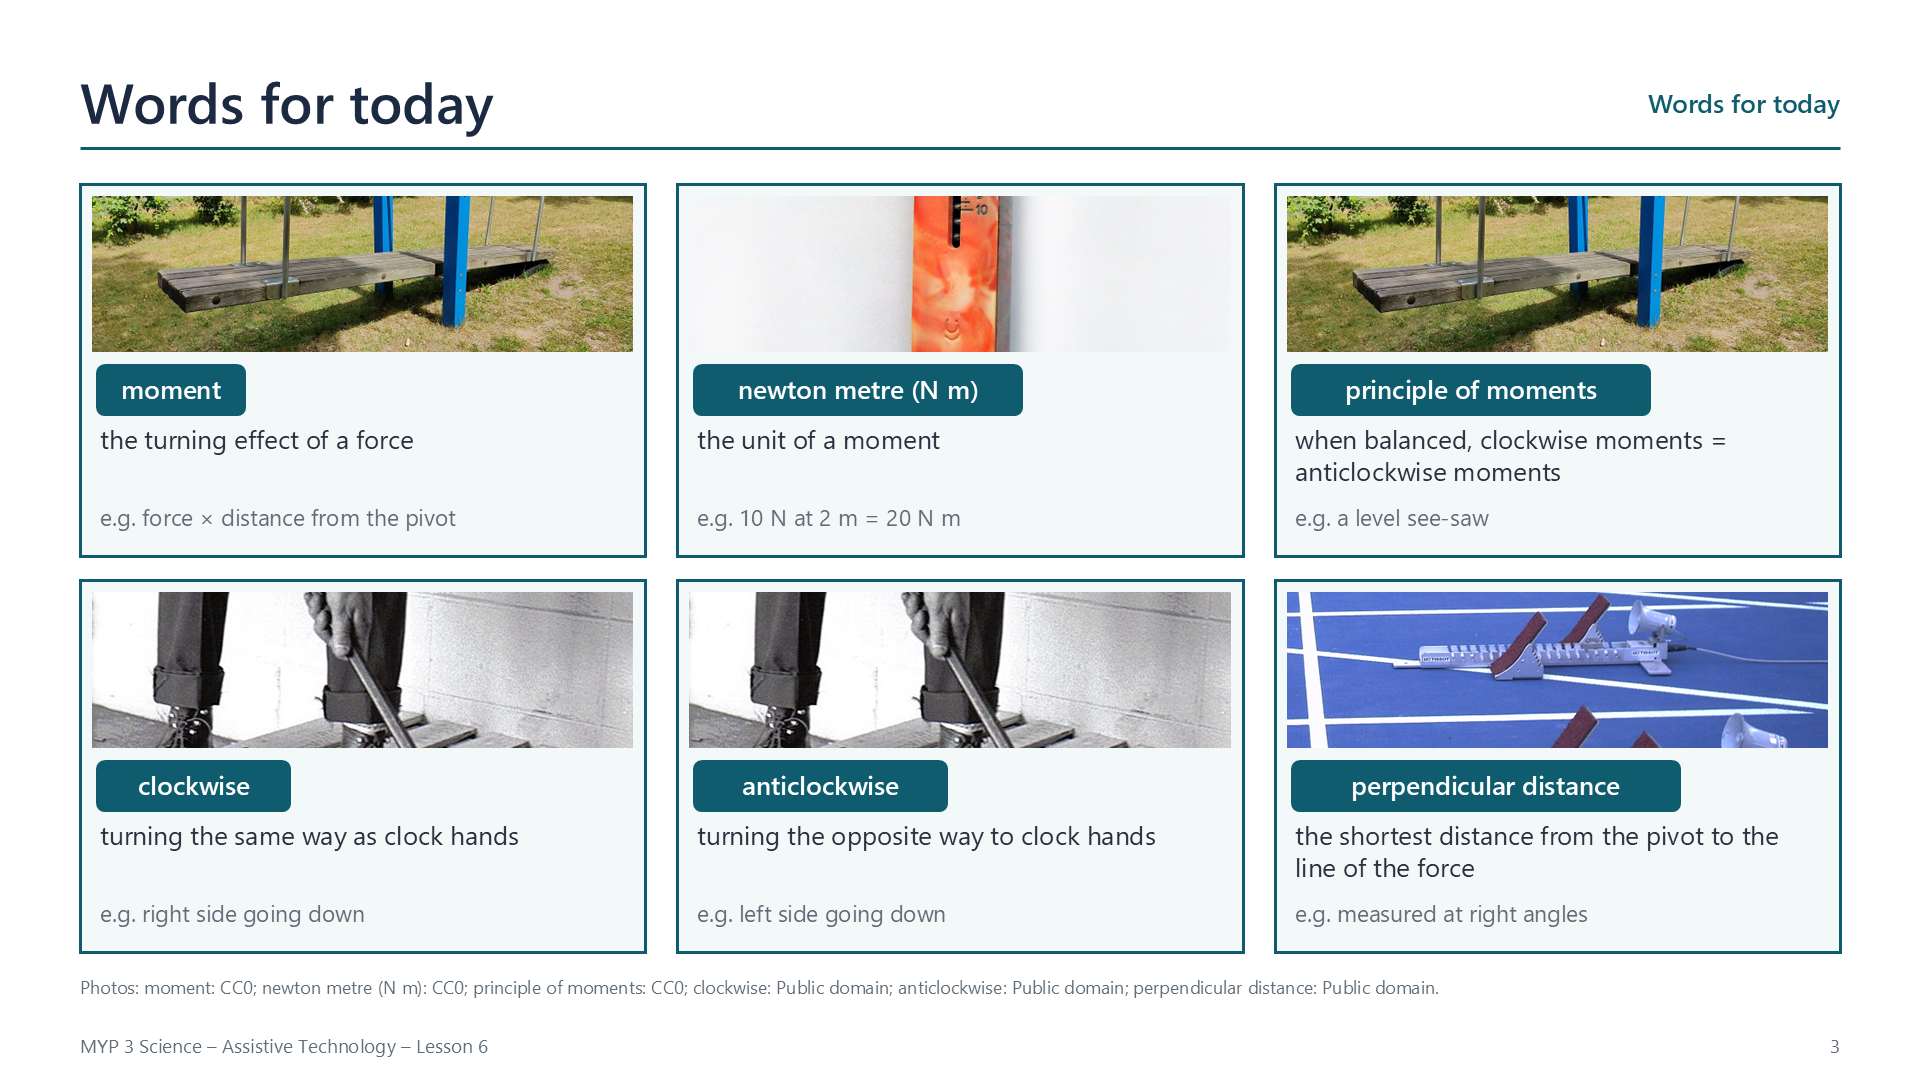 Words for today
Words for today
10
moment
the turning effect of a force
e.g. force × distance from the pivot
newton metre (N m)
the unit of a moment
e.g. 10 N at 2 m = 20 N m
principle of moments
when balanced, clockwise moments =
anticlockwise moments
e.g. a level see-saw
clockwise
turning the same way as clock hands
e.g. right side going down
anticlockwise
turning the opposite way to clock hands
e.g. left side going down
perpendicular distance
the shortest distance from the pivot to the
line of the force
e.g. measured at right angles
Photos: moment: CC0; newton metre (N m): CC0; principle of moments: CC0; clockwise: Public domain; anticlockwise: Public domain; perpendicular distance: Public domain.
MYP 3 Science – Assistive Technology – Lesson 6
3